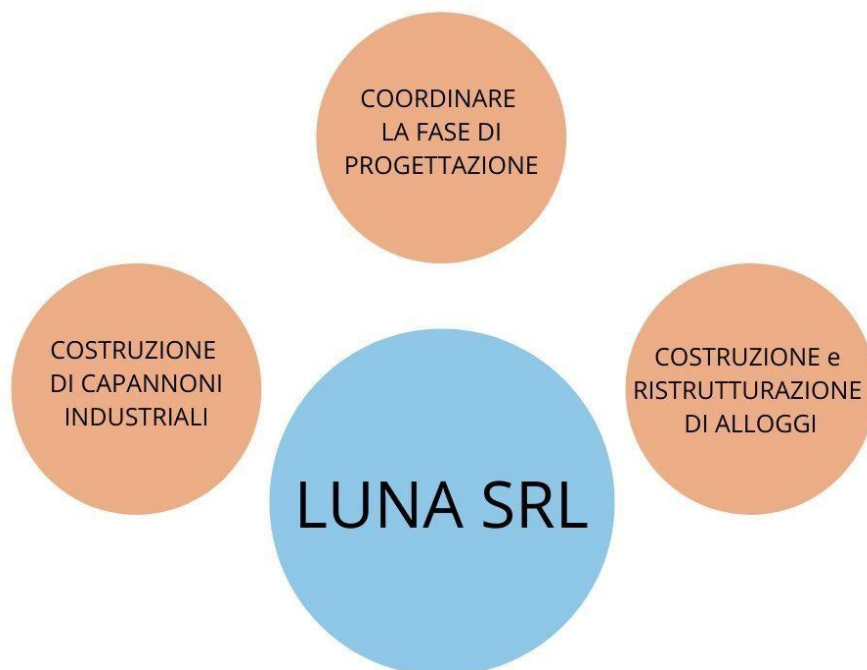 COORDINARE
LA FASE DI
PROGETTAZIONE
COSTRUZIONE
DI CAPANNONI
INDUSTRIALI
COSTRUZIONE e
RISTRUTTURAZIONE
DI ALLOGGI
LUNA SRL